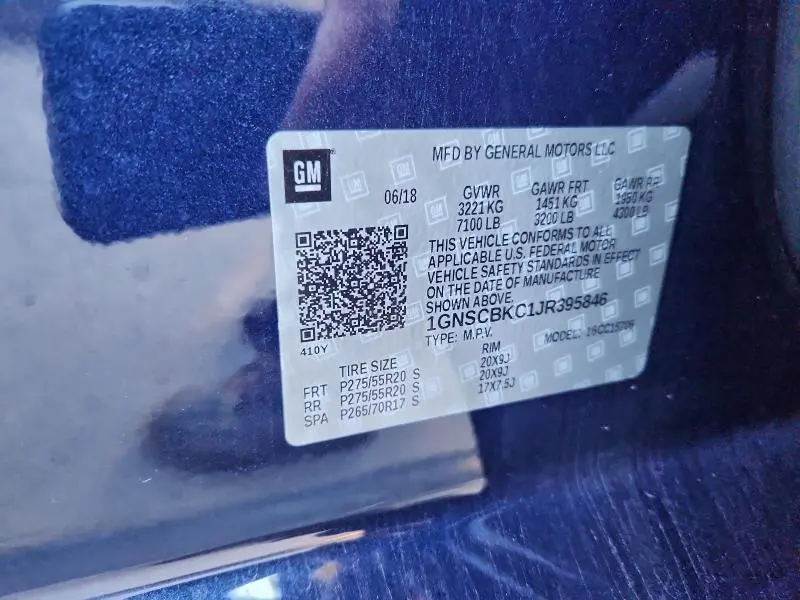 GM
MFD BY GENERAL MOTORS LLC
06/18
GVWR GAWR FRT GAWR RR
3221 KG 1451 KG 1950 KG
7100 LB 3200 LB 4300 LB
THIS VEHICLE CONFORMS TO ALL
APPLICABLE U.S. FEDERAL MOTOR
VEHICLE SAFETY STANDARDS IN EFFECT
ON THE DATE OF MANUFACTURE
SHOWN ABOVE.
1GNSCBKC1JR395846
TYPE: M.P.V. MODEL:
410Y
TIRE SIZE RIM
FRT P275/55R20 S 20X9J
RR P275/55R20 S 20X9J
SPA P265/70R17 S 17X7.5J